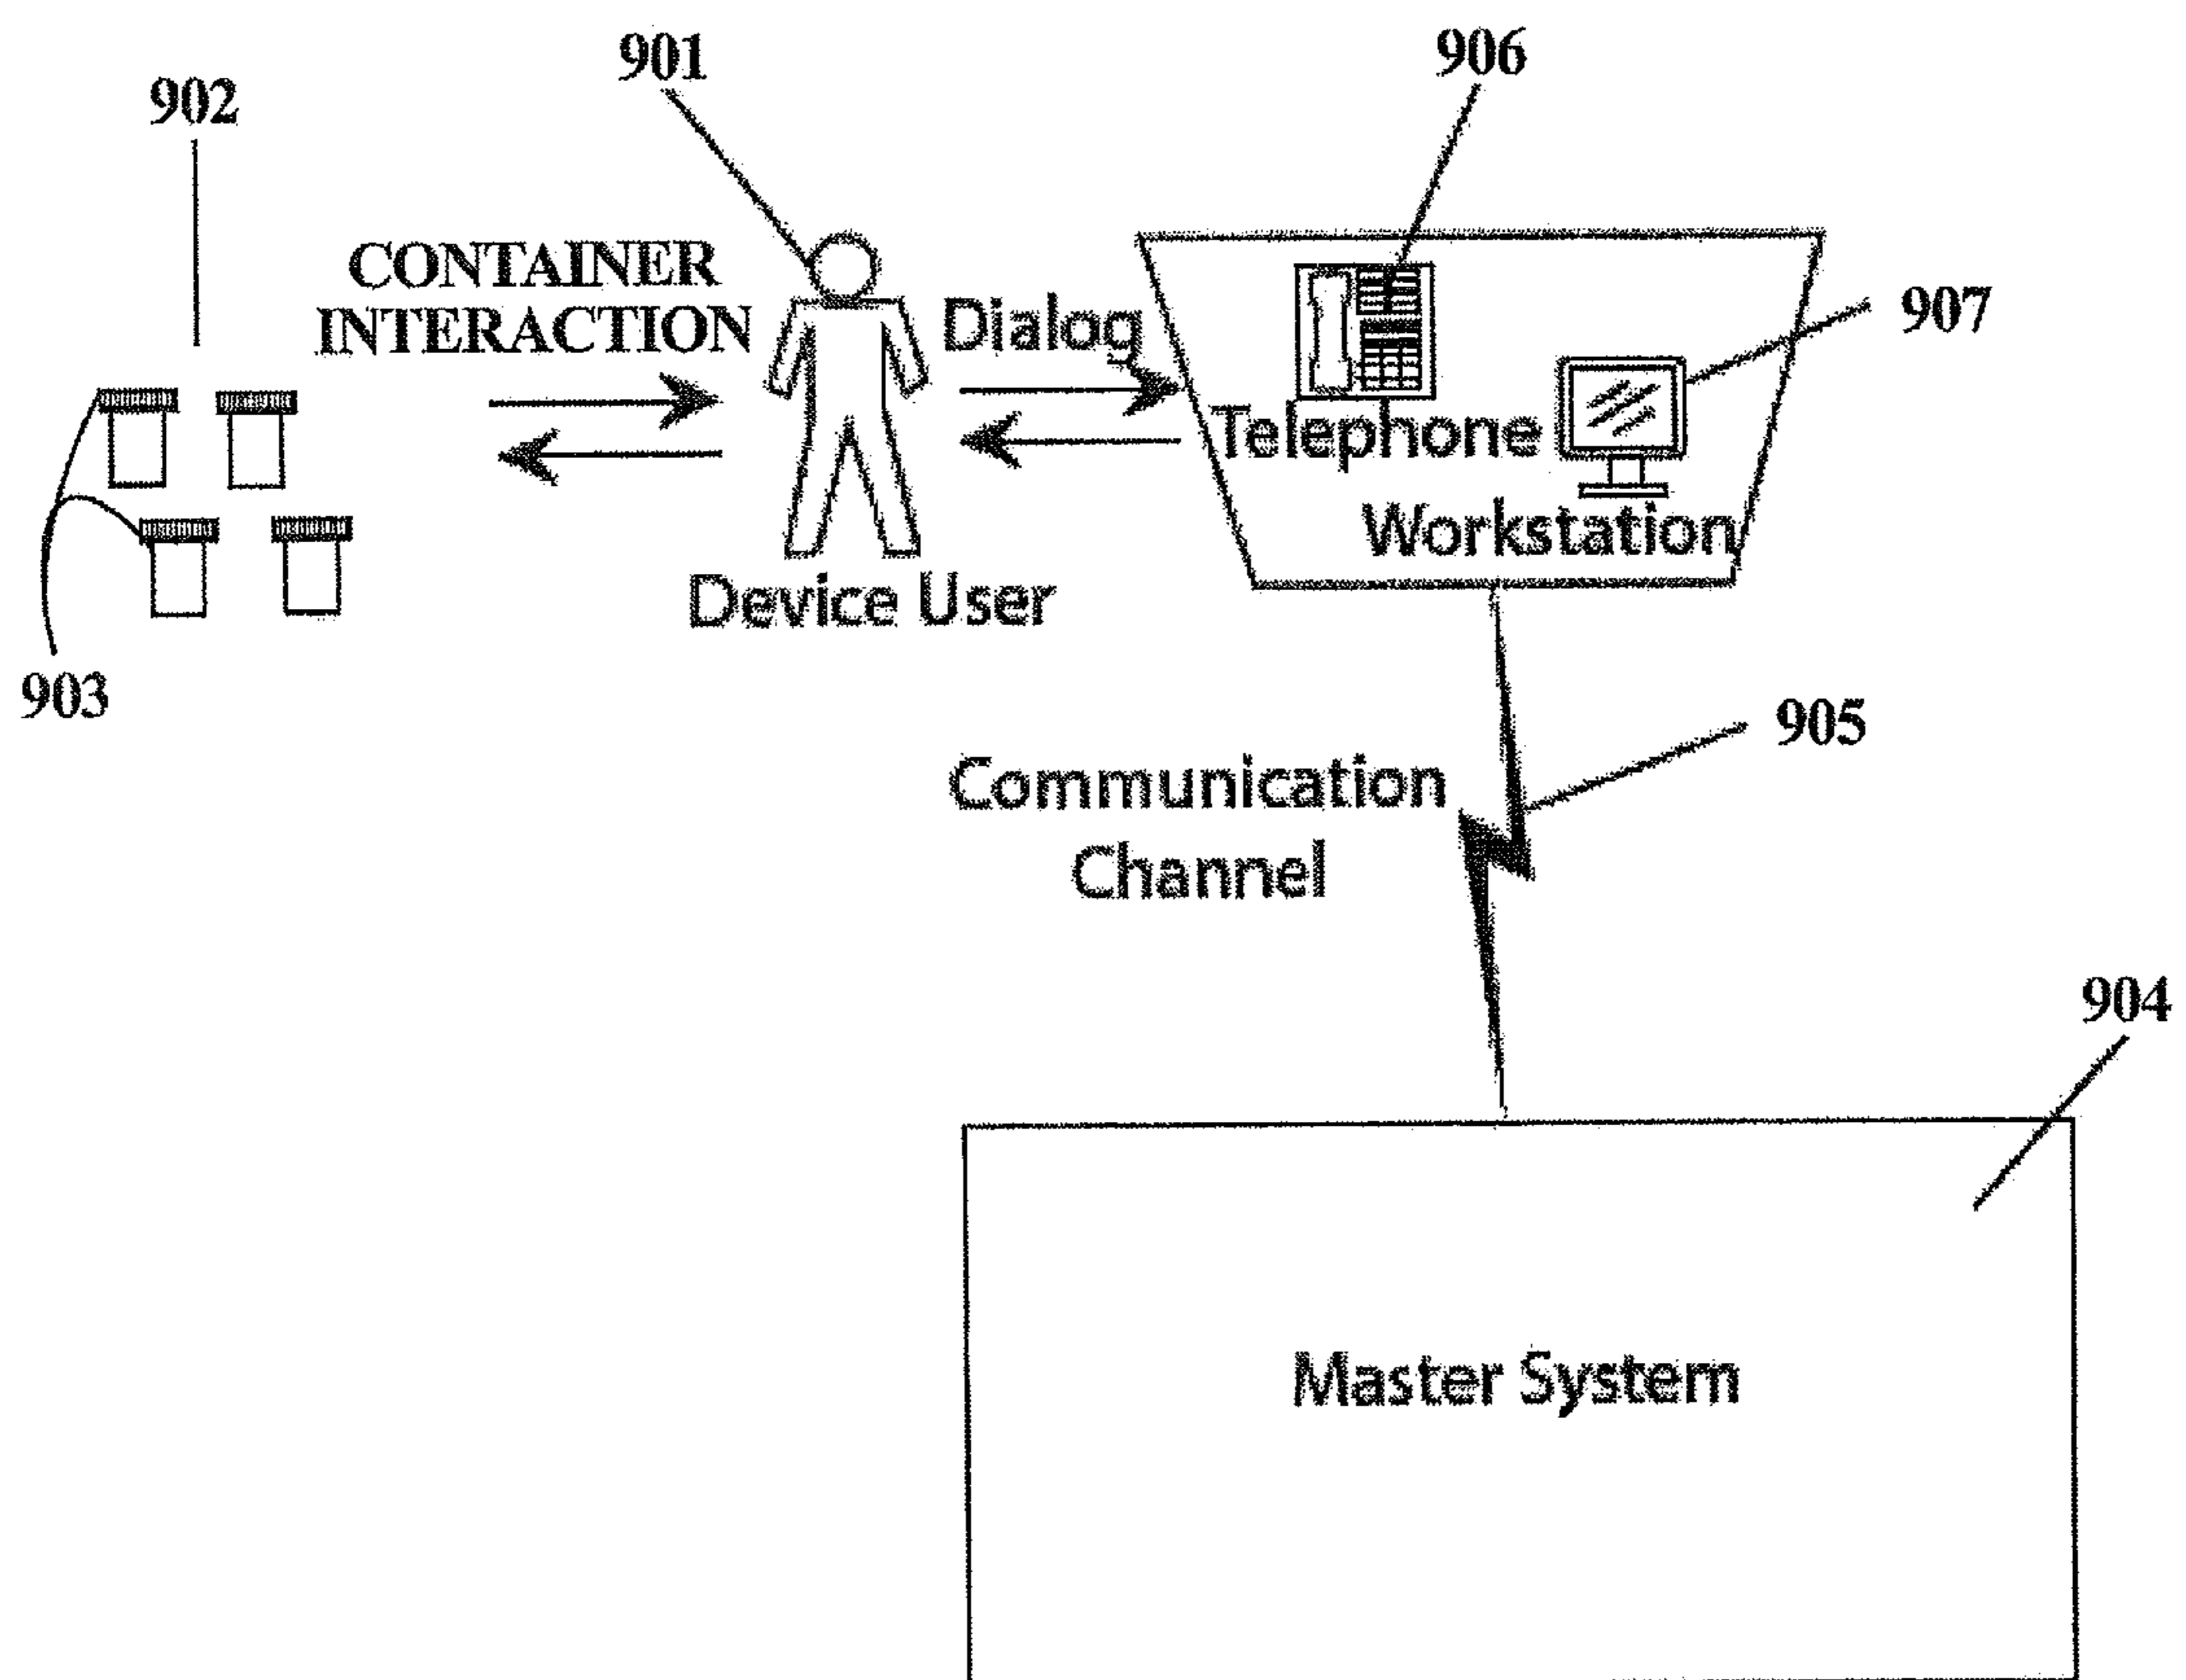 901
906
902
907
CONTAINER
INTERACTION
Dialog
Telephone
Workstation
Device User
903
905
Communication
Channel
904
Master System